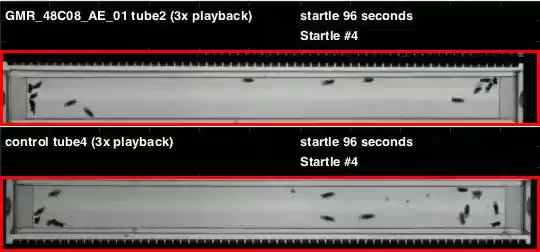 GMR_48C08_AE_01 tube2 (3x playback)
startle 96 seconds
Startle #4
control tube4 (3x playback)
startle 96 seconds
Startle #4